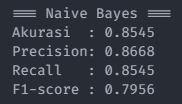 === Naive Bayes ===
Akurasi  : 0.8545
Precision: 0.8668
Recall   : 0.8545
F1-score : 0.7956